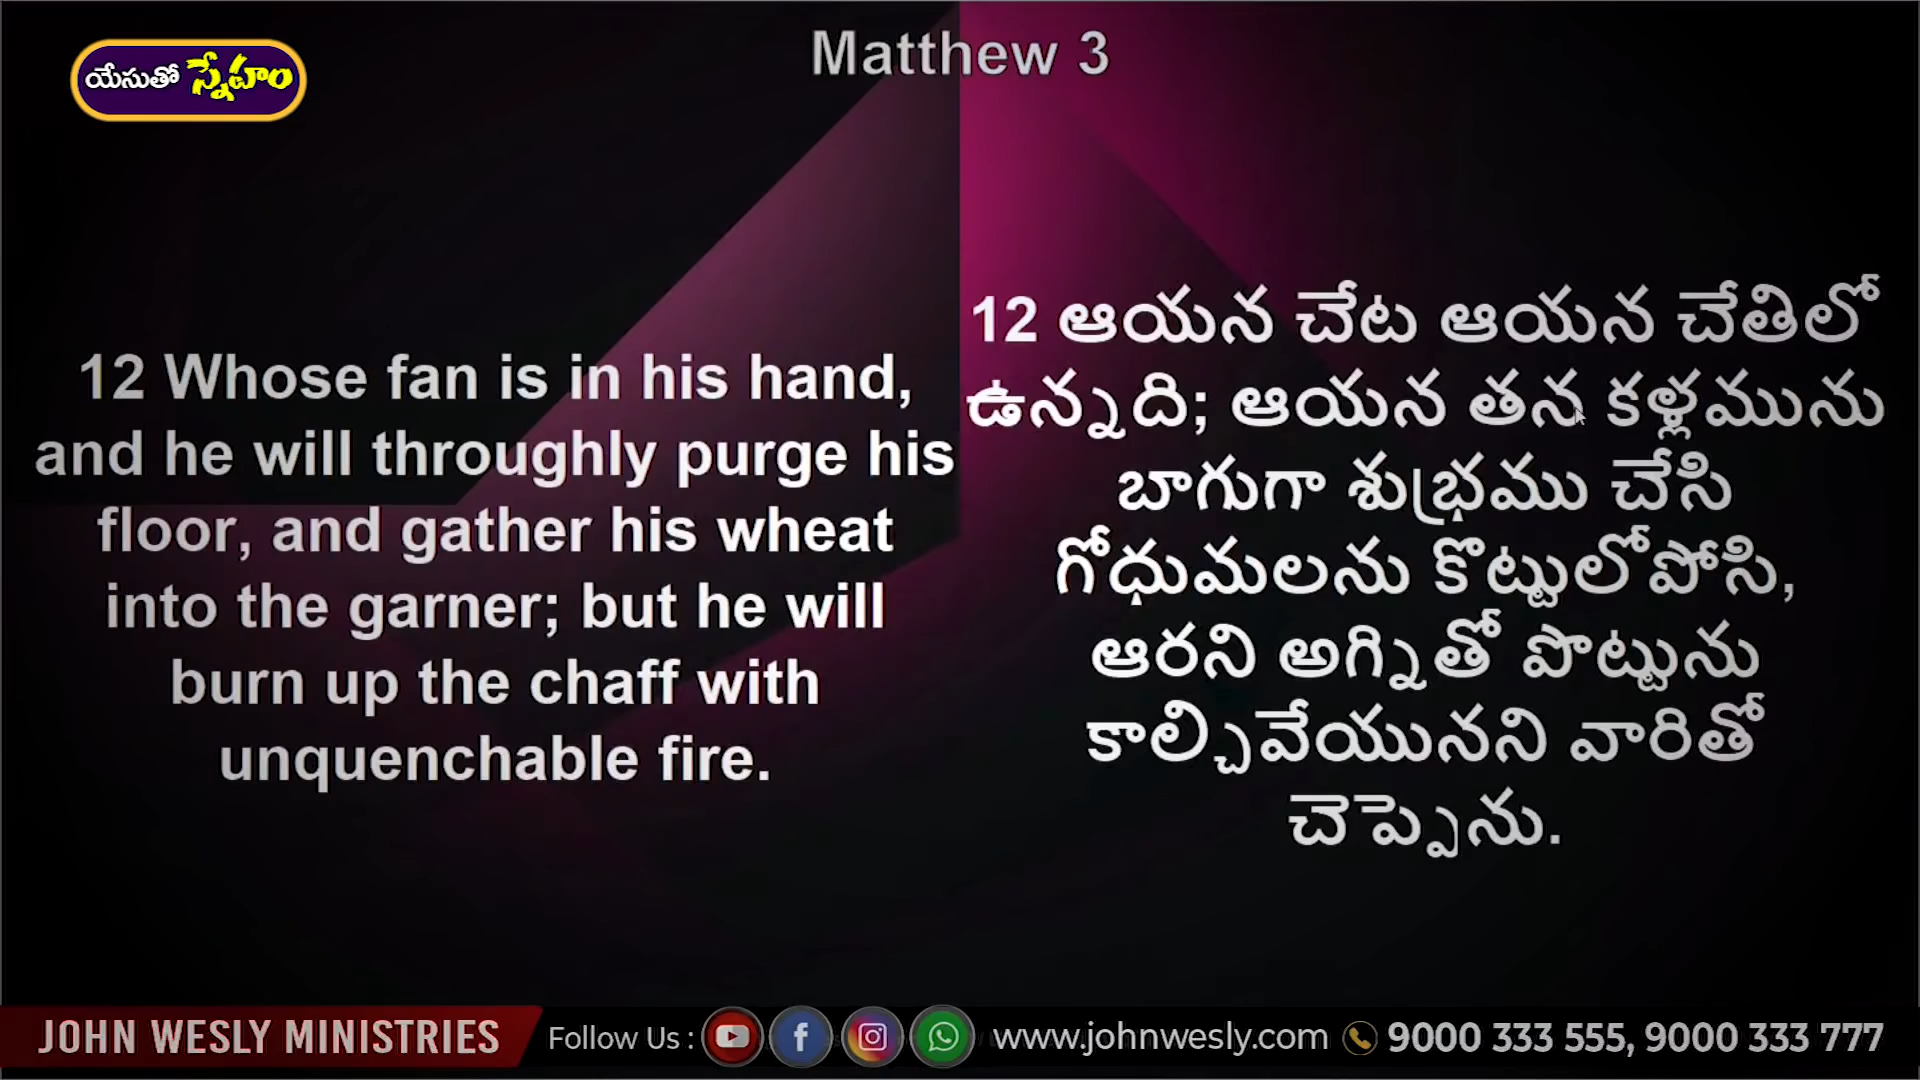 Matthew 3
యేసుతో స్నేహం
12 Whose fan is in his hand,
and he will throughly purge his
floor, and gather his wheat
into the garner; but he will
burn up the chaff with
unquenchable fire.
12 ఆయన చేట ఆయన చేతిలో
ఉన్నది; ఆయన తన కళ్లమును
బాగుగా శుభ్రము చేసి
గోధుమలను కొట్టులోపోసి,
ఆరని అగ్నితో పొట్టును
కాల్చివేయునని వారితో
చెప్పెను.
JOHN WESLY MINISTRIES Follow Us : www.johnwesly.com 9000 333 555, 9000 333 777